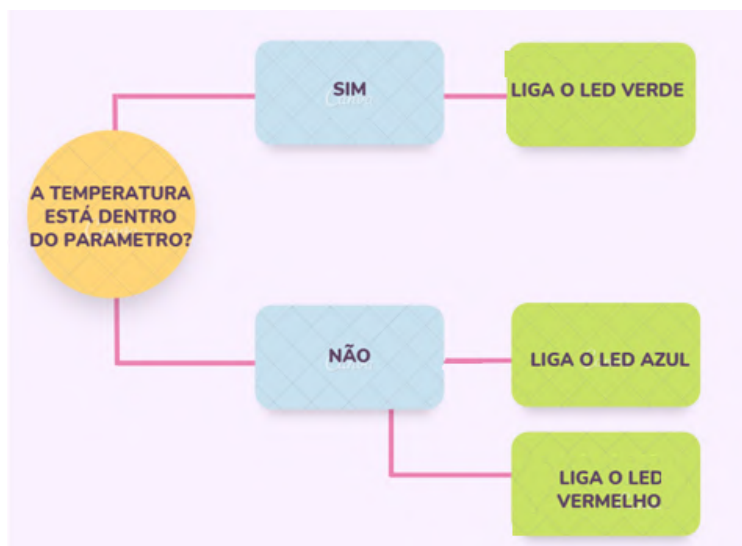 SIM
LIGA O LED VERDE
A TEMPERATURA
ESTÁ DENTRO
DO PARAMETRO?
NÃO
LIGA O LED AZUL
LIGA O LED
VERMELHO